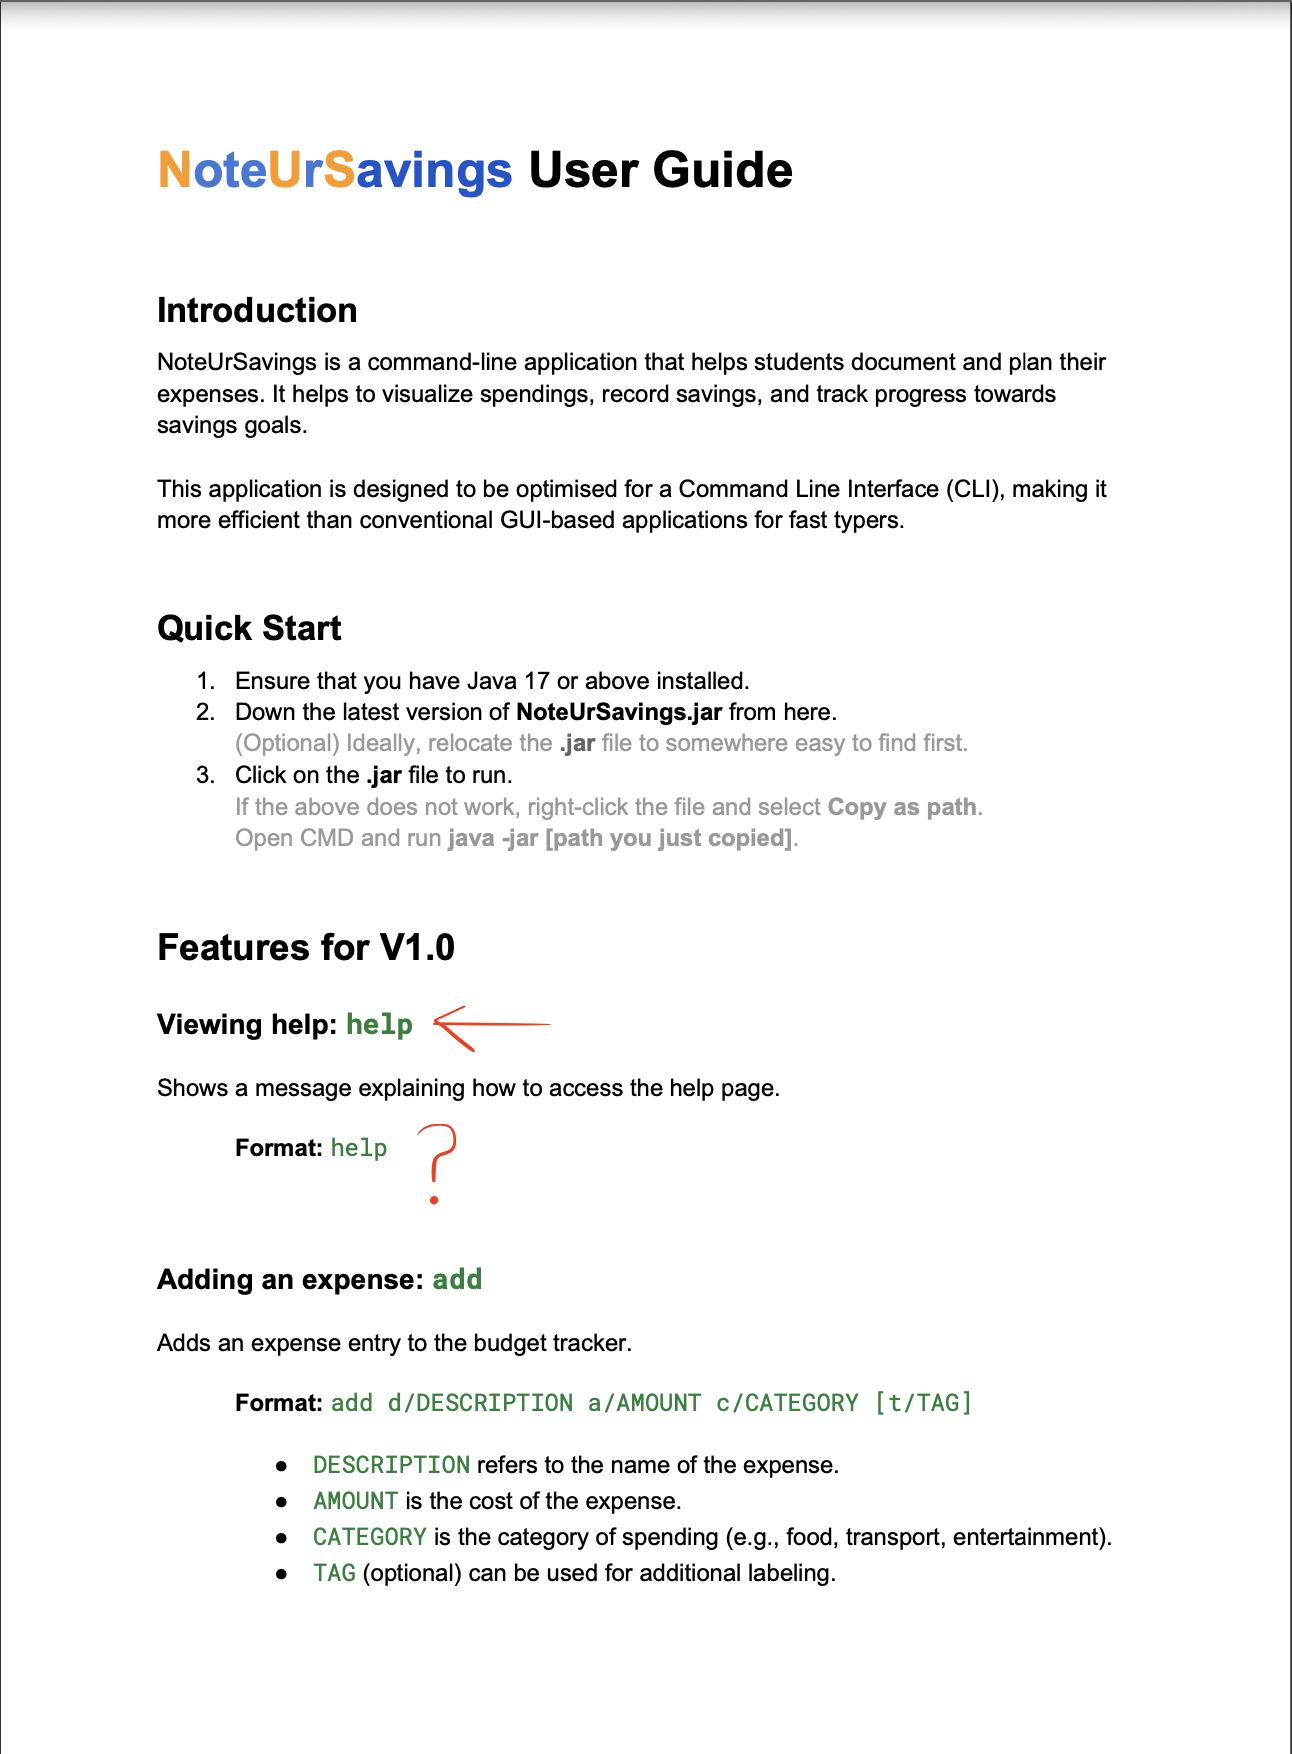 NoteUrSavings User Guide
Introduction
NoteUrSavings is a command-line application that helps students document and plan their
expenses. It helps to visualize spendings, record savings, and track progress towards
savings goals.
This application is designed to be optimised for a Command Line Interface (CLI), making it
more efficient than conventional GUI-based applications for fast typers.
Quick Start
1. Ensure that you have Java 17 or above installed.
2. Down the latest version of NoteUrSavings.jar from here.
(Optional) Ideally, relocate the .jar file to somewhere easy to find first.
3. Click on the .jar file to run.
If the above does not work, right-click the file and select Copy as path.
Open CMD and run java -jar [path you just copied].
Features for V1.0
Viewing help: help
Shows a message explaining how to access the help page.
Format: help ?
Adding an expense: add
Adds an expense entry to the budget tracker.
Format: add d/DESCRIPTION a/AMOUNT c/CATEGORY [t/TAG]
● DESCRIPTION refers to the name of the expense.
● AMOUNT is the cost of the expense.
● CATEGORY is the category of spending (e.g., food, transport, entertainment).
● TAG (optional) can be used for additional labeling.